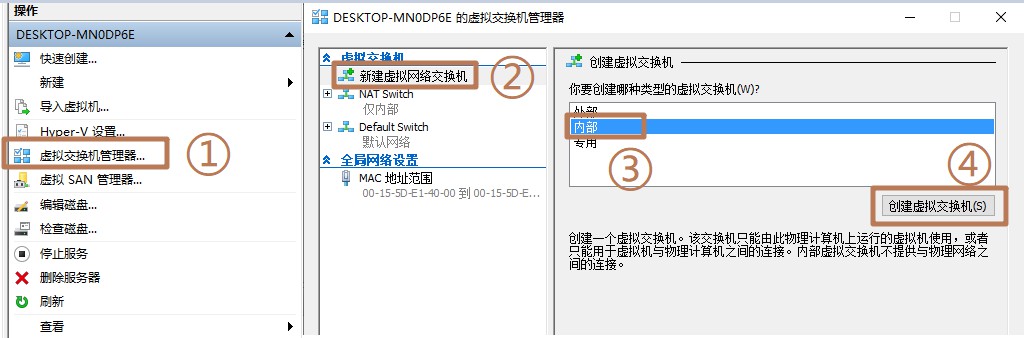 操作
DESKTOP-MN0DP6E
快速创建...
新建
导入虚拟机...
Hyper-V 设置...
虚拟交换机管理器...
①
虚拟 SAN 管理器...
编辑磁盘...
检查磁盘...
停止服务
删除服务器
刷新
查看
DESKTOP-MN0DP6E 的虚拟交换机管理器
虚拟交换机
新建虚拟网络交换机
②
NAT Switch
仅内部
Default Switch
默认网络
全局网络设置
MAC 地址范围
00-15-5D-E1-40-00 到 00-15-5D-E...
创建虚拟交换机
你要创建哪种类型的虚拟交换机(W)?
外部
内部
专用
③
④
创建虚拟交换机(S)
创建一个虚拟交换机。该交换机只能由此物理计算机上运行的虚拟机使用，或者
只能用于虚拟机与物理计算机之间的连接。内部虚拟交换机不提供与物理网络之
间的连接。